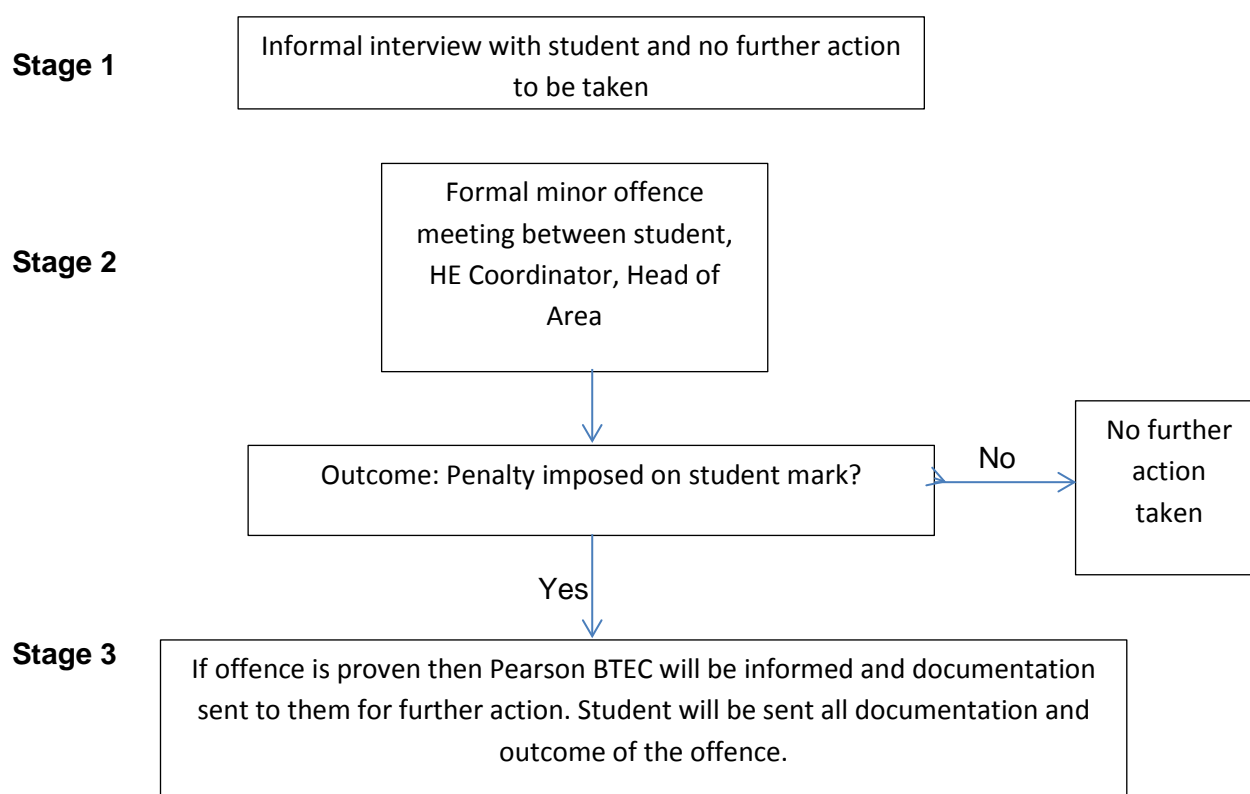 Stage 1
Informal interview with student and no further action
to be taken
Stage 2
Formal minor offence
meeting between student,
HE Coordinator, Head of
Area
Outcome: Penalty imposed on student mark?
No
No further
action
taken
Yes
Stage 3
If offence is proven then Pearson BTEC will be informed and documentation
sent to them for further action. Student will be sent all documentation and
outcome of the offence.